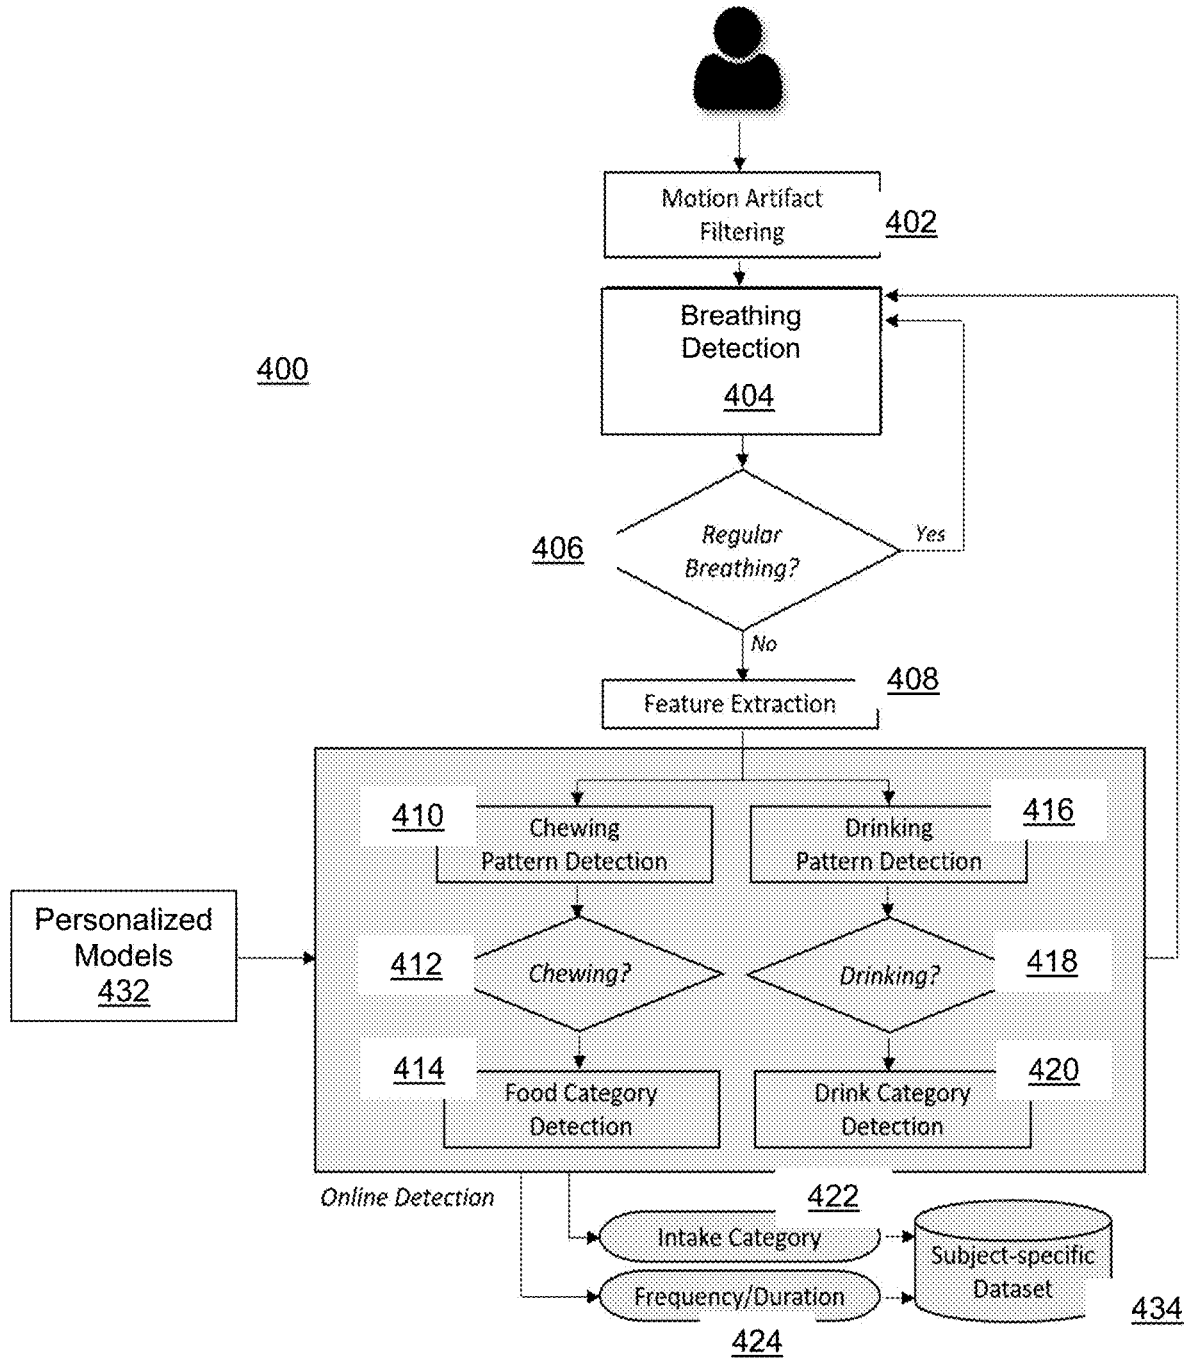 Motion Artifact
Filtering
402
Breathing
Detection
404
400
Regular
Breathing?
406
Yes
No
Feature Extraction
408
410
Chewing
Pattern Detection
Drinking
Pattern Detection
416
Personalized
Models
432
412
Chewing?
Drinking?
418
414
Food Category
Detection
Drink Category
Detection
420
Online Detection
422
Intake Category
Frequency/Duration
424
Subject-specific
Dataset
434